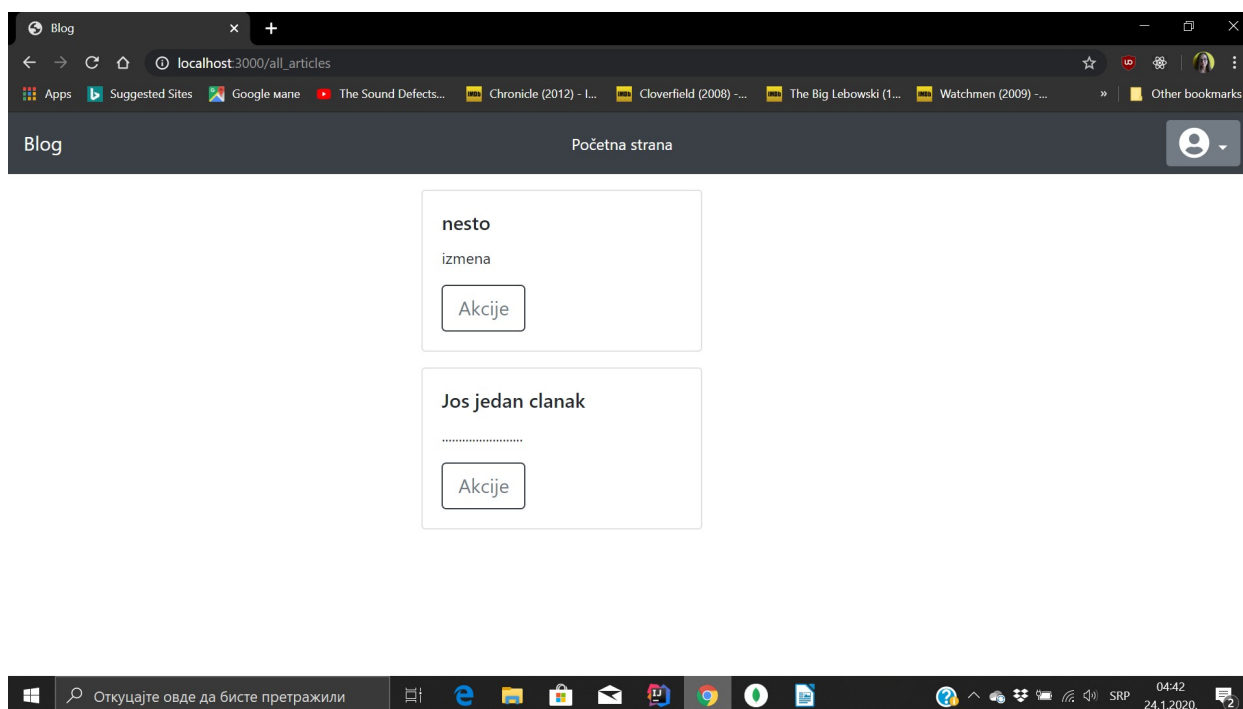 Blog
localhost:3000/all_articles
Apps Suggested Sites Google мапе The Sound Defects... Chronicle (2012) - I... Cloverfield (2008) -... The Big Lebowski (1... Watchmen (2009) -... » Other bookmarks
Blog Početna strana
nesto
izmena
Akcije
Jos jedan clanak
........................
Akcije
Откуцајте овде да бисте претражили SRP 04:42
24.1.2020. 2